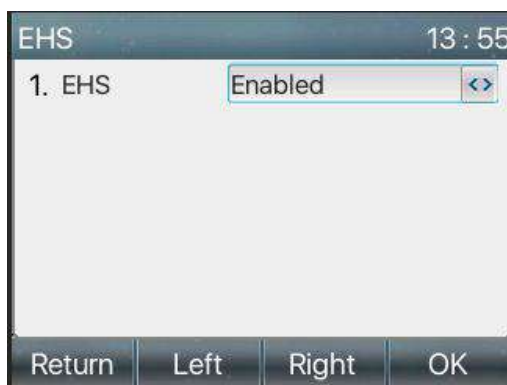 EHS 13 : 55
1. EHS Enabled <>
Return Left Right OK